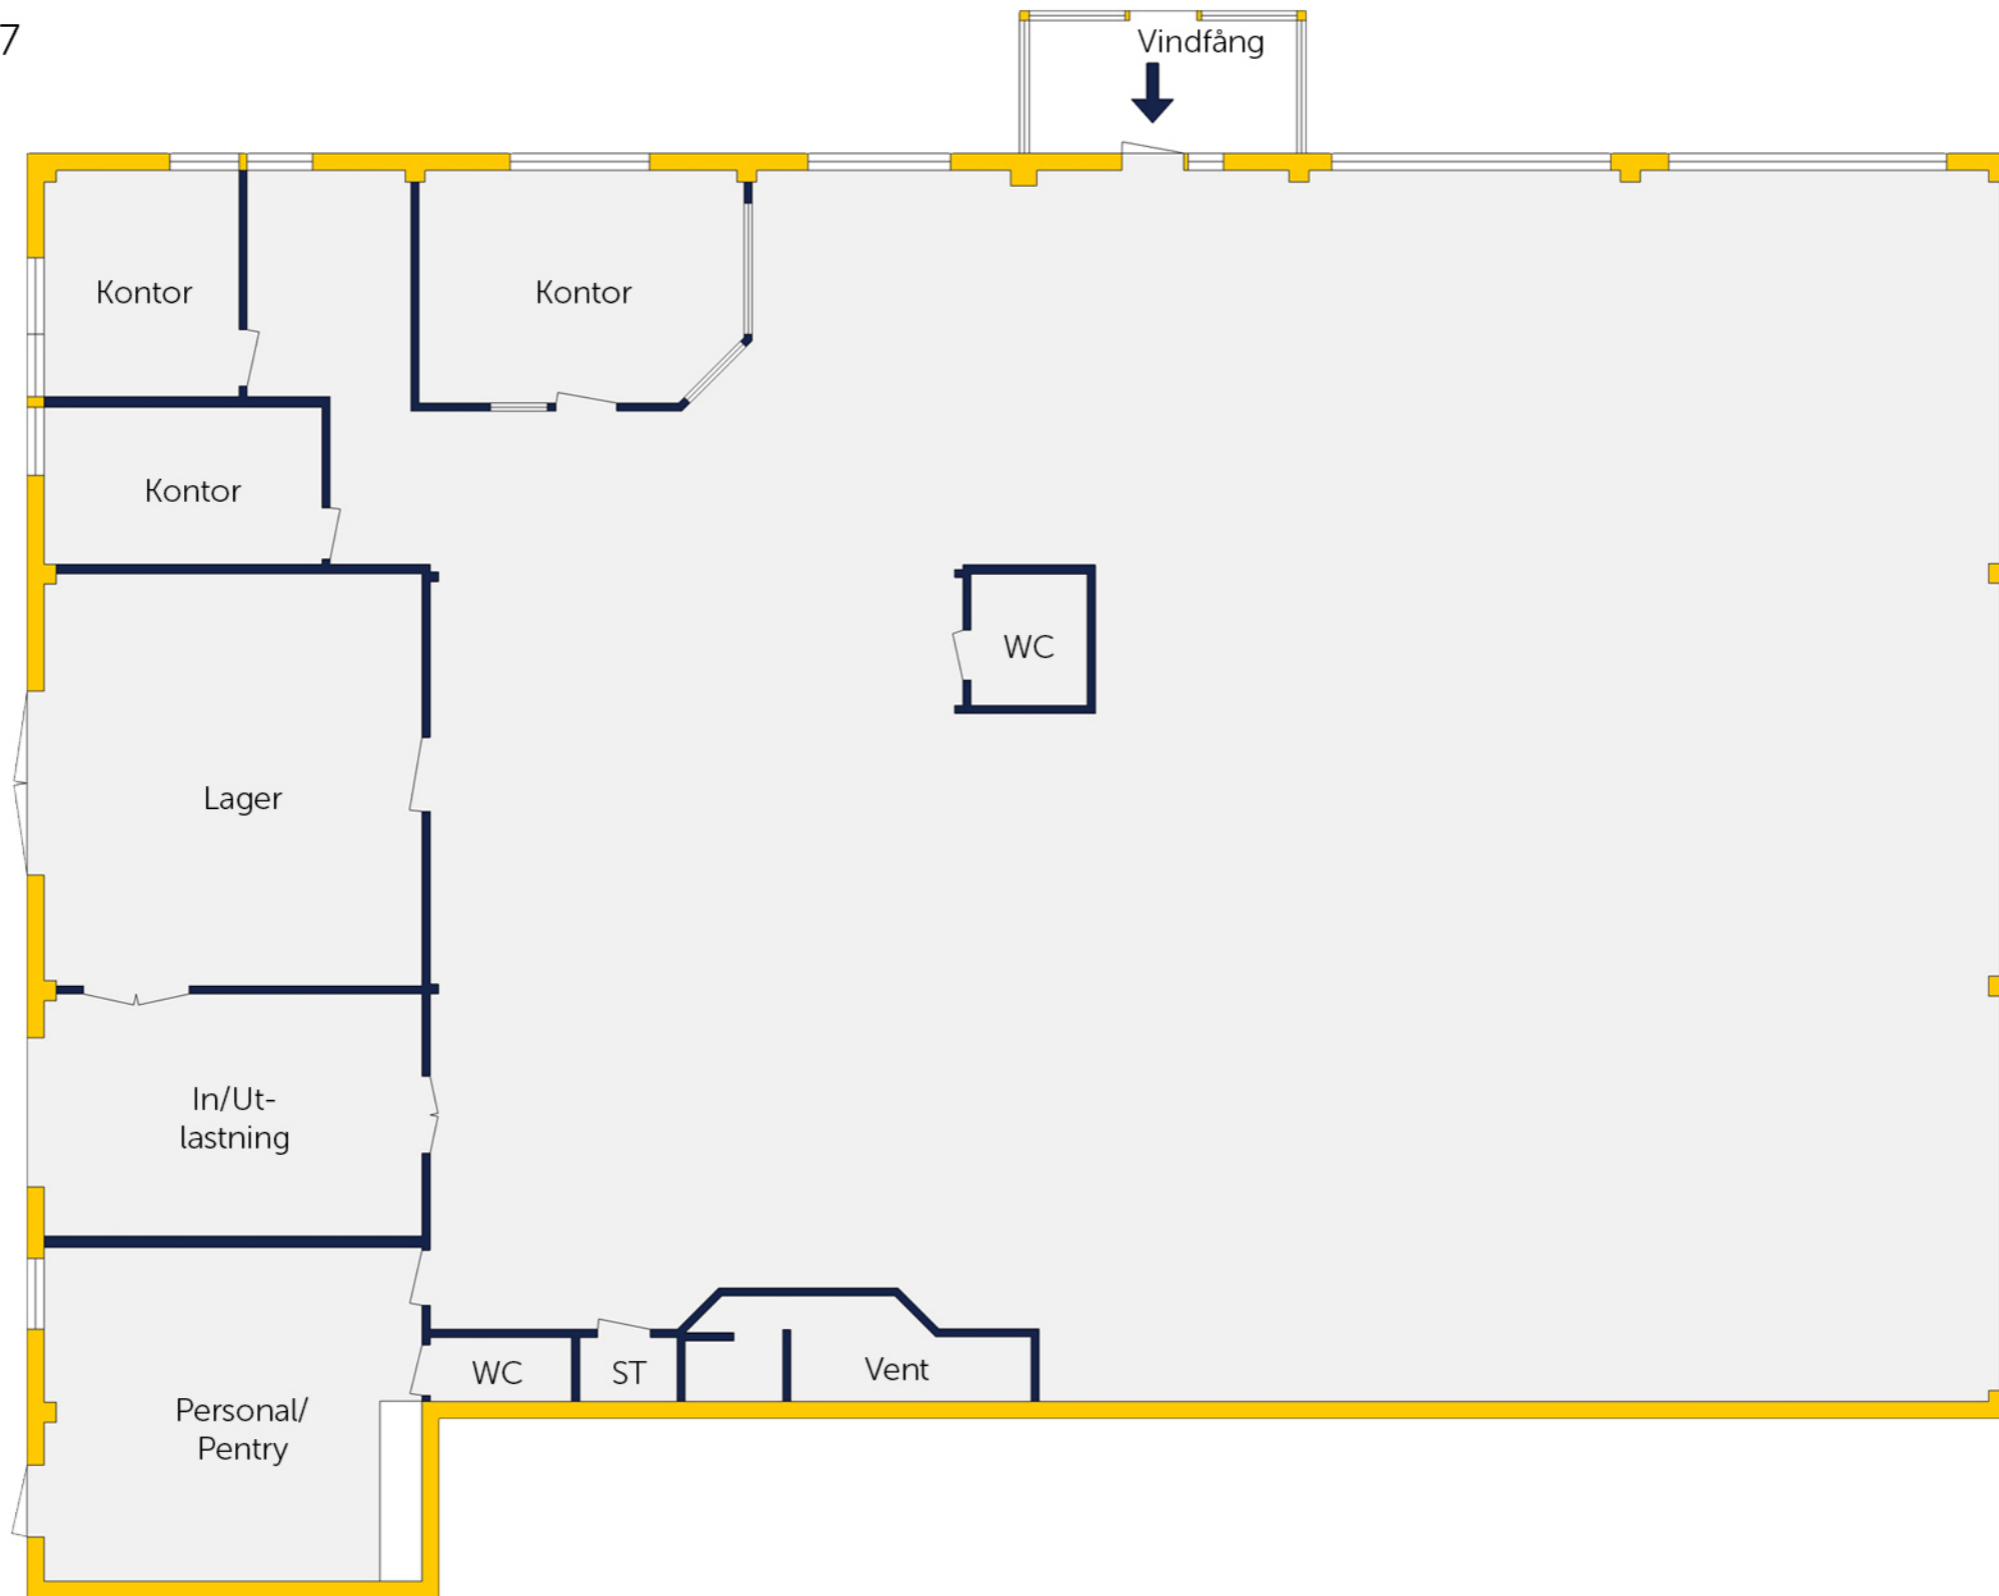 7
Vindfång
Kontor
Kontor
Kontor
WC
Lager
In/Ut-
lastning
WC
ST
Vent
Personal/
Pentry